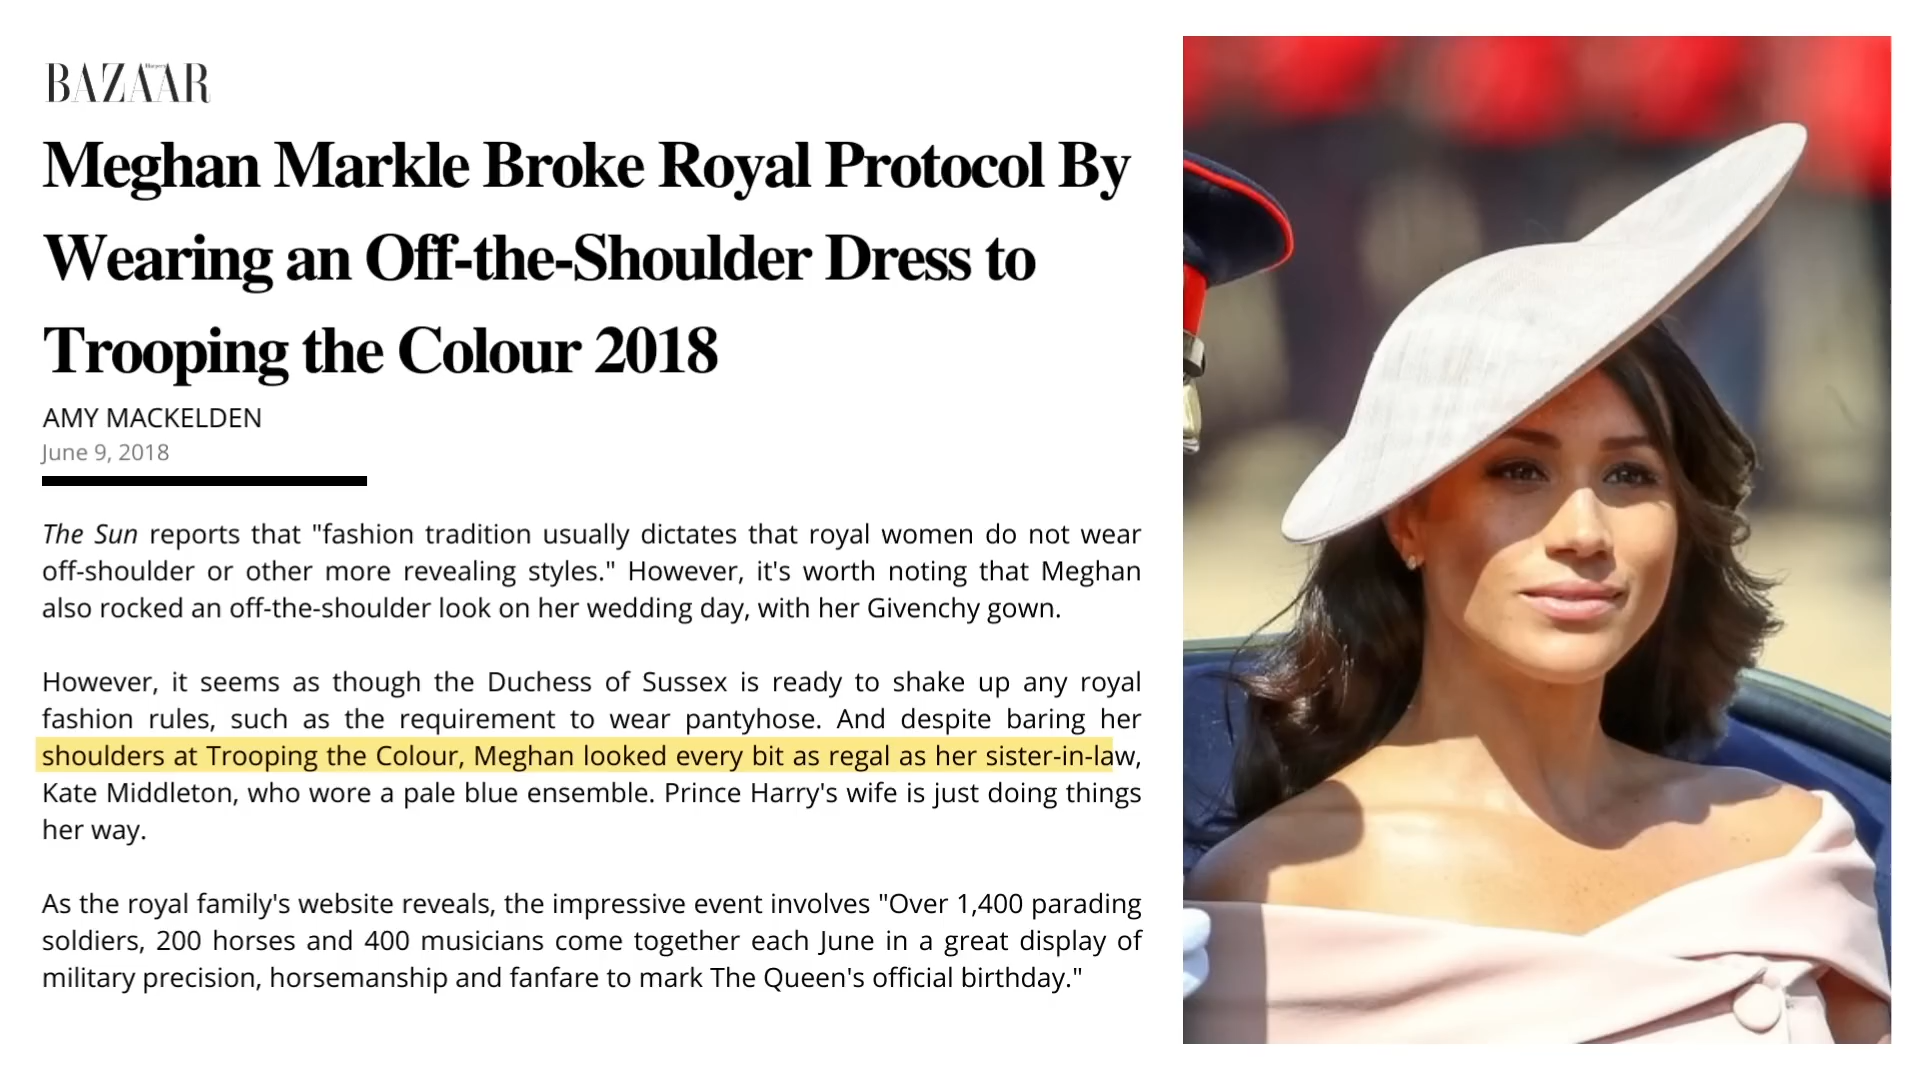 Harper's
BAZAAR
Meghan Markle Broke Royal Protocol By
Wearing an Off-the-Shoulder Dress to
Trooping the Colour 2018
AMY MACKELDEN
June 9, 2018
The Sun reports that "fashion tradition usually dictates that royal women do not wear
off-shoulder or other more revealing styles." However, it's worth noting that Meghan
also rocked an off-the-shoulder look on her wedding day, with her Givenchy gown.
However, it seems as though the Duchess of Sussex is ready to shake up any royal
fashion rules, such as the requirement to wear pantyhose. And despite baring her
shoulders at Trooping the Colour, Meghan looked every bit as regal as her sister-in-law,
Kate Middleton, who wore a pale blue ensemble. Prince Harry's wife is just doing things
her way.
As the royal family's website reveals, the impressive event involves "Over 1,400 parading
soldiers, 200 horses and 400 musicians come together each June in a great display of
military precision, horsemanship and fanfare to mark The Queen's official birthday."